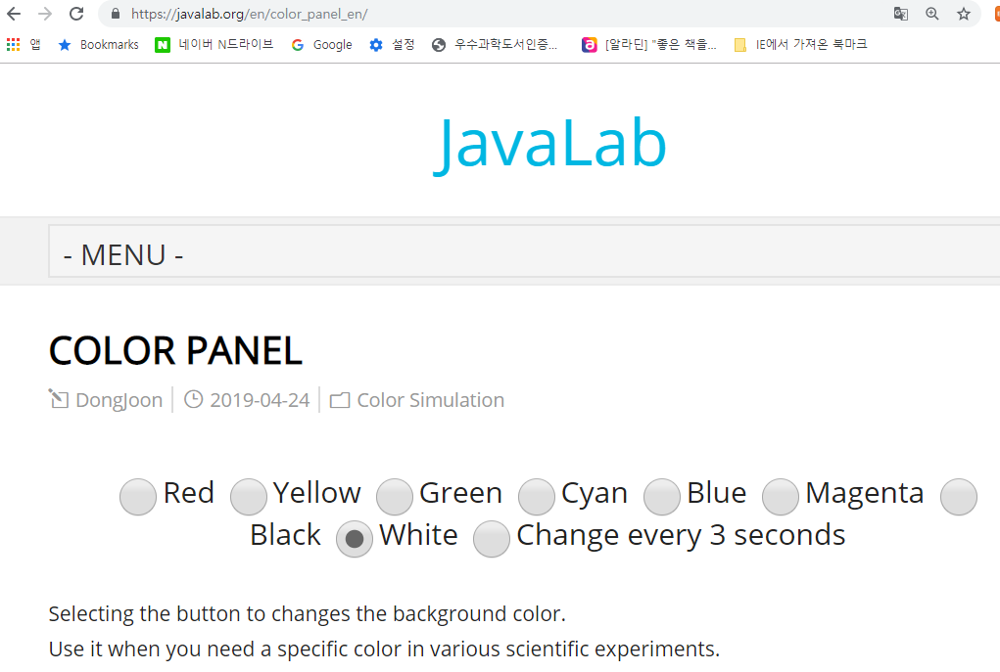 https://javalab.org/en/color_panel_en/
앱 Bookmarks 네이버 N드라이브 Google 설정 우수과학도서인증... [알라딘] "좋은 책을... IE에서 가져온 북마크
JavaLab
- MENU -
COLOR PANEL
DongJoon 2019-04-24 Color Simulation
Red Yellow Green Cyan Blue Magenta
Black White Change every 3 seconds
Selecting the button to changes the background color.
Use it when you need a specific color in various scientific experiments.